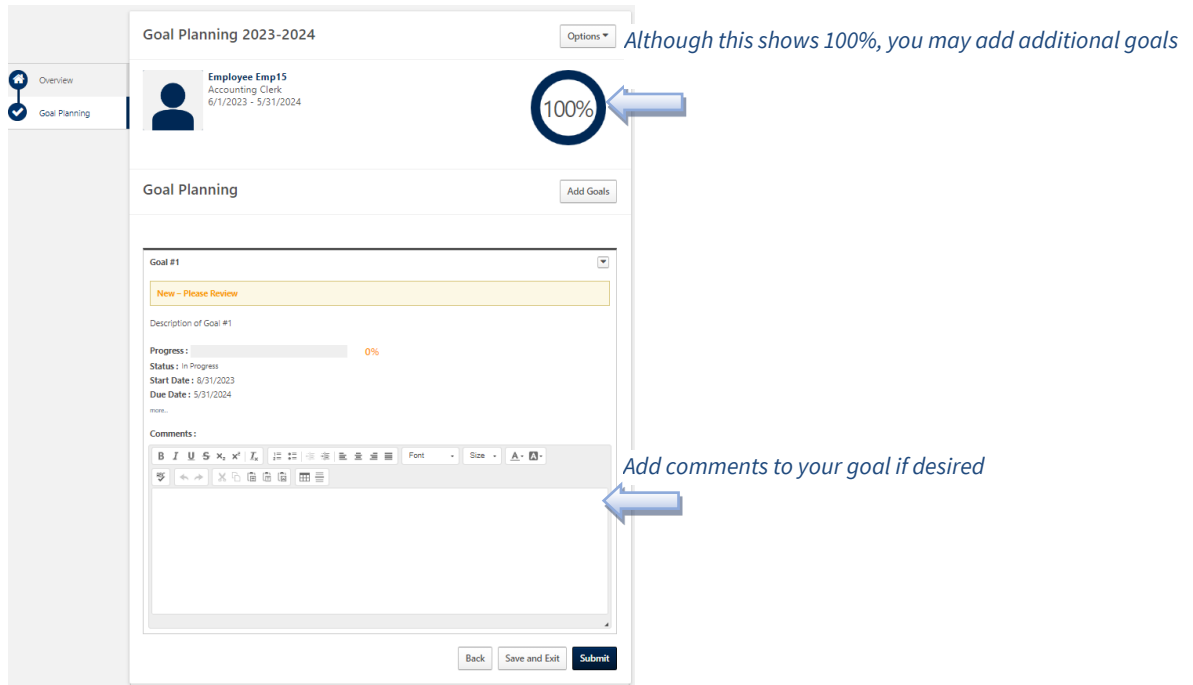 Goal Planning 2023-2024
Options
Although this shows 100%, you may add additional goals
Overview
Goal Planning
Employee Emp15
Accounting Clerk
6/1/2023 - 5/31/2024
100%
Goal Planning
Add Goals
Goal #1
New – Please Review
Description of Goal #1
Progress : 0%
Status : In Progress
Start Date : 8/31/2023
Due Date : 5/31/2024
more...
Comments :
B I U S x₂ x² Tx Font Size A A
Add comments to your goal if desired
Back Save and Exit Submit